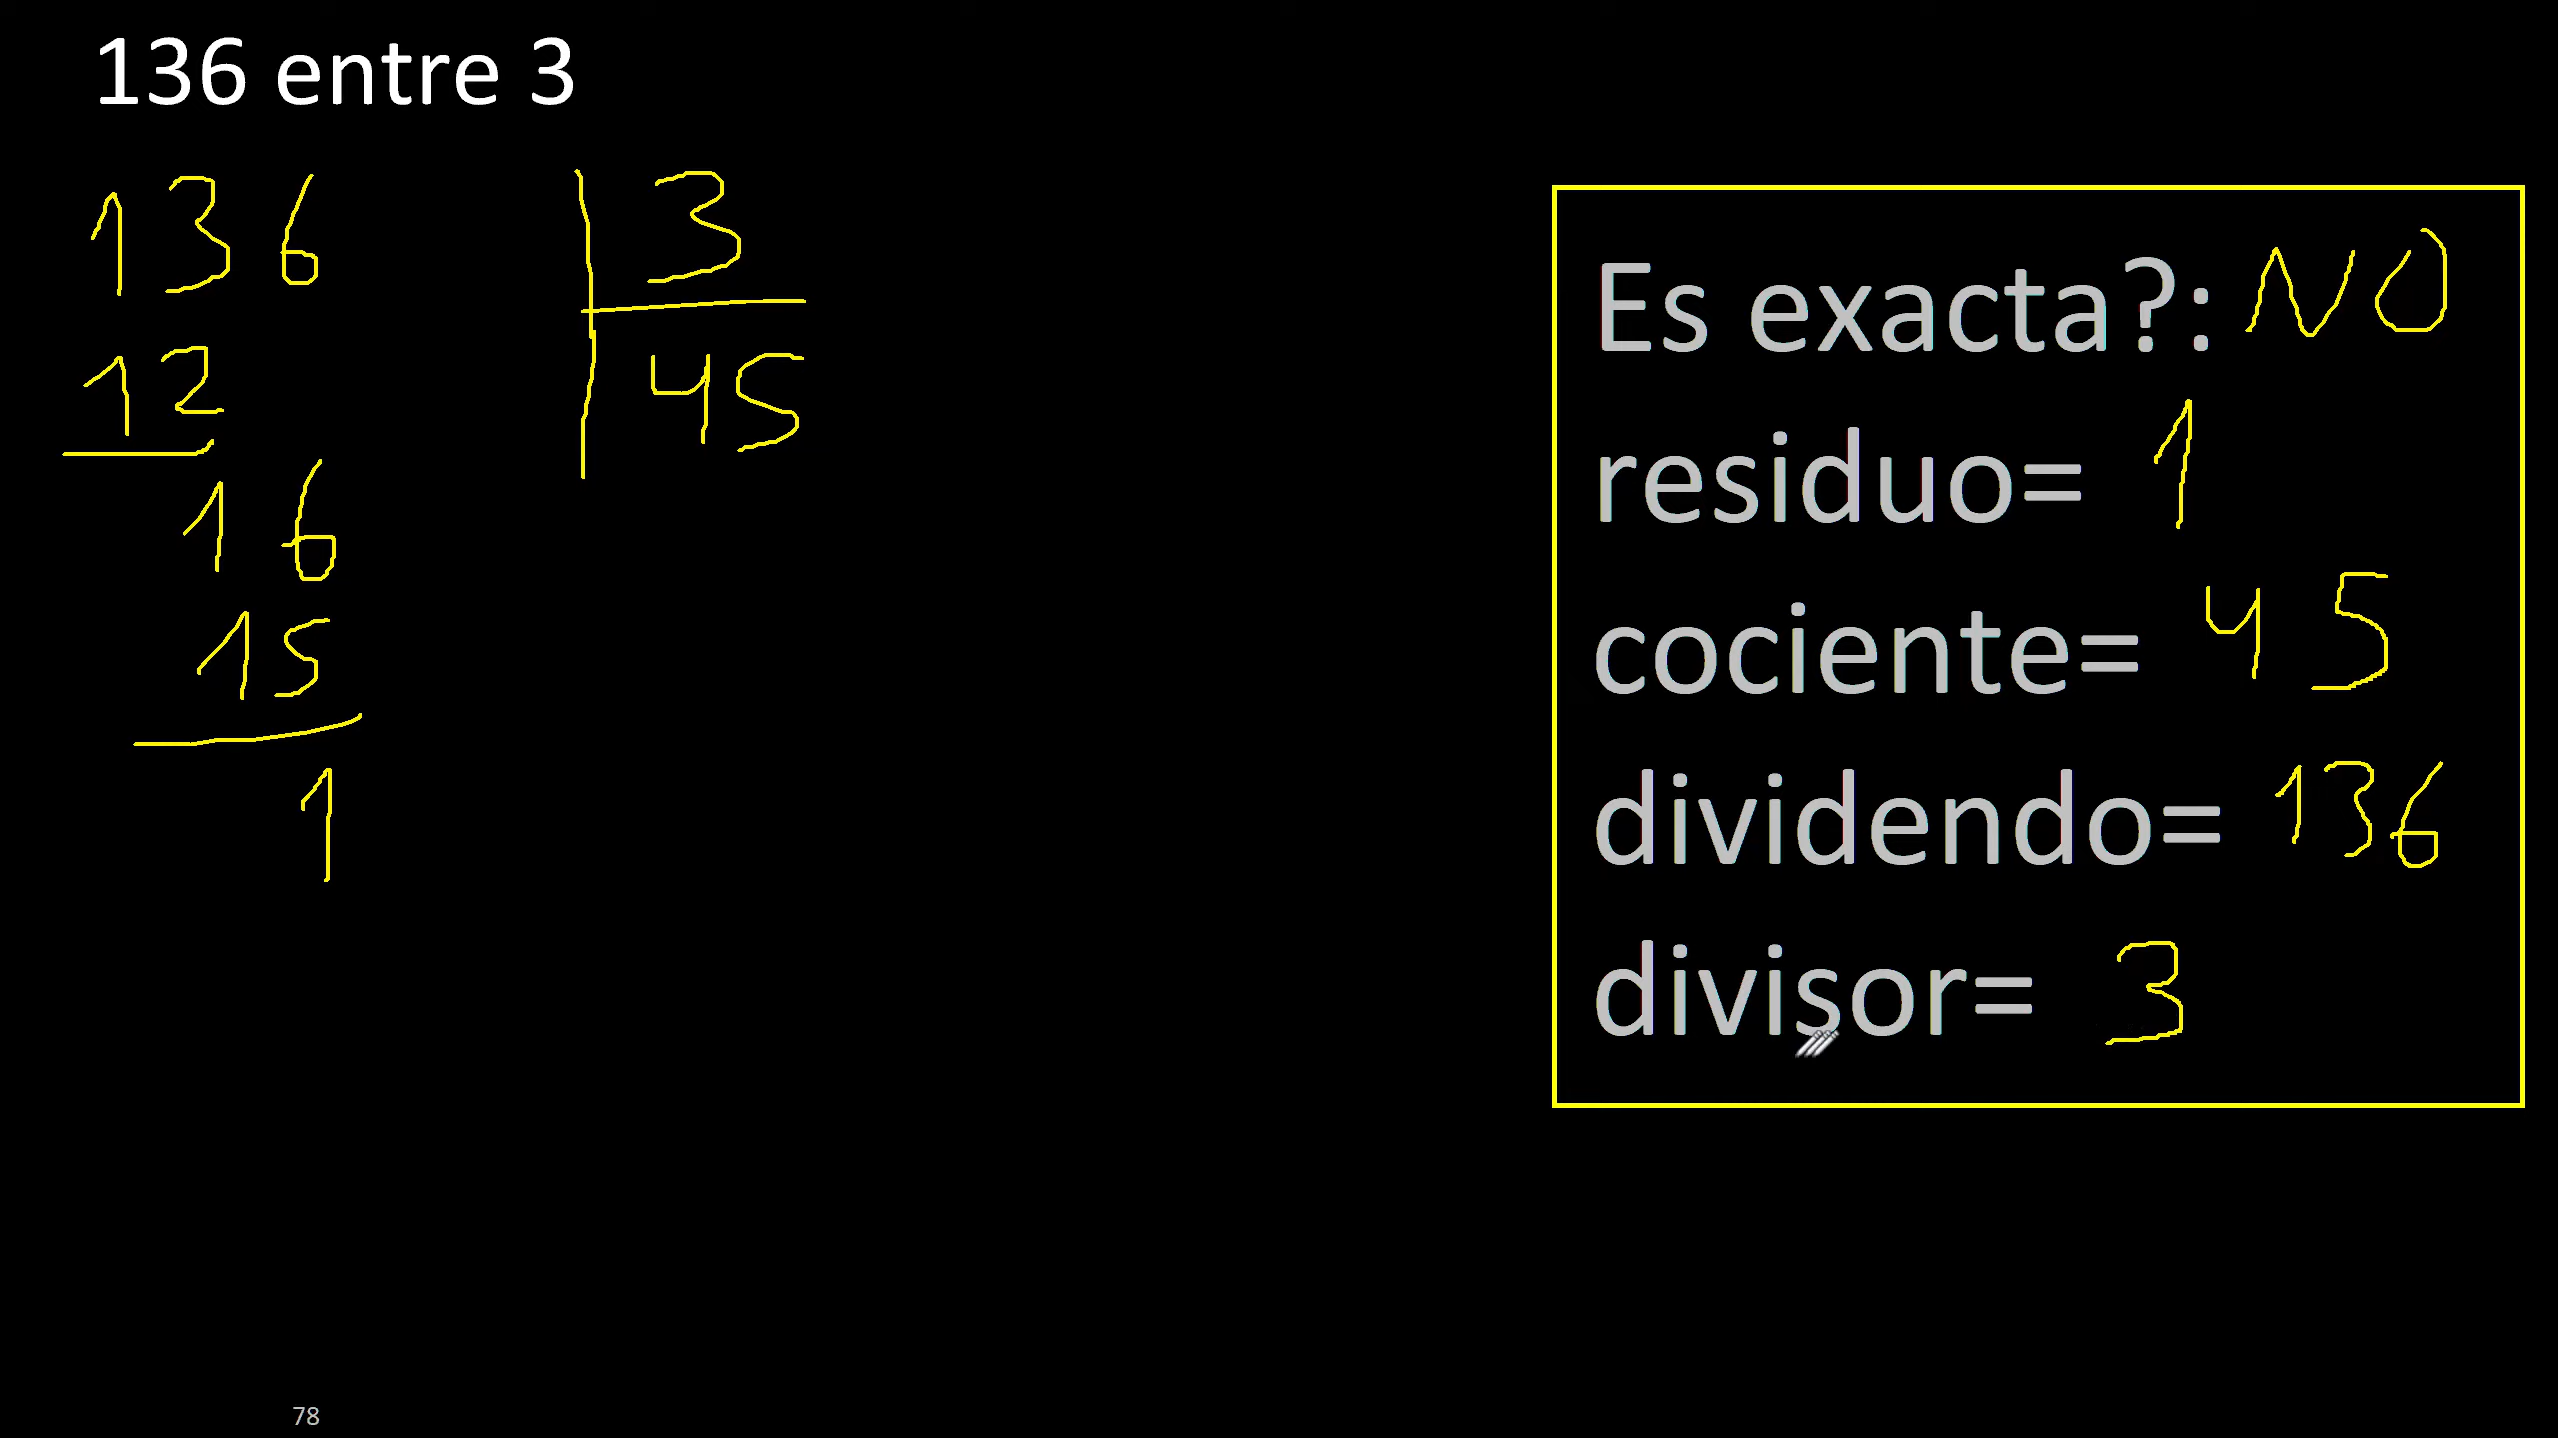 136 entre 3
136 3
12 45
16
15
1
Es exacta?: NO
residuo= 1
cociente= 45
dividendo= 136
divisor= 3
78